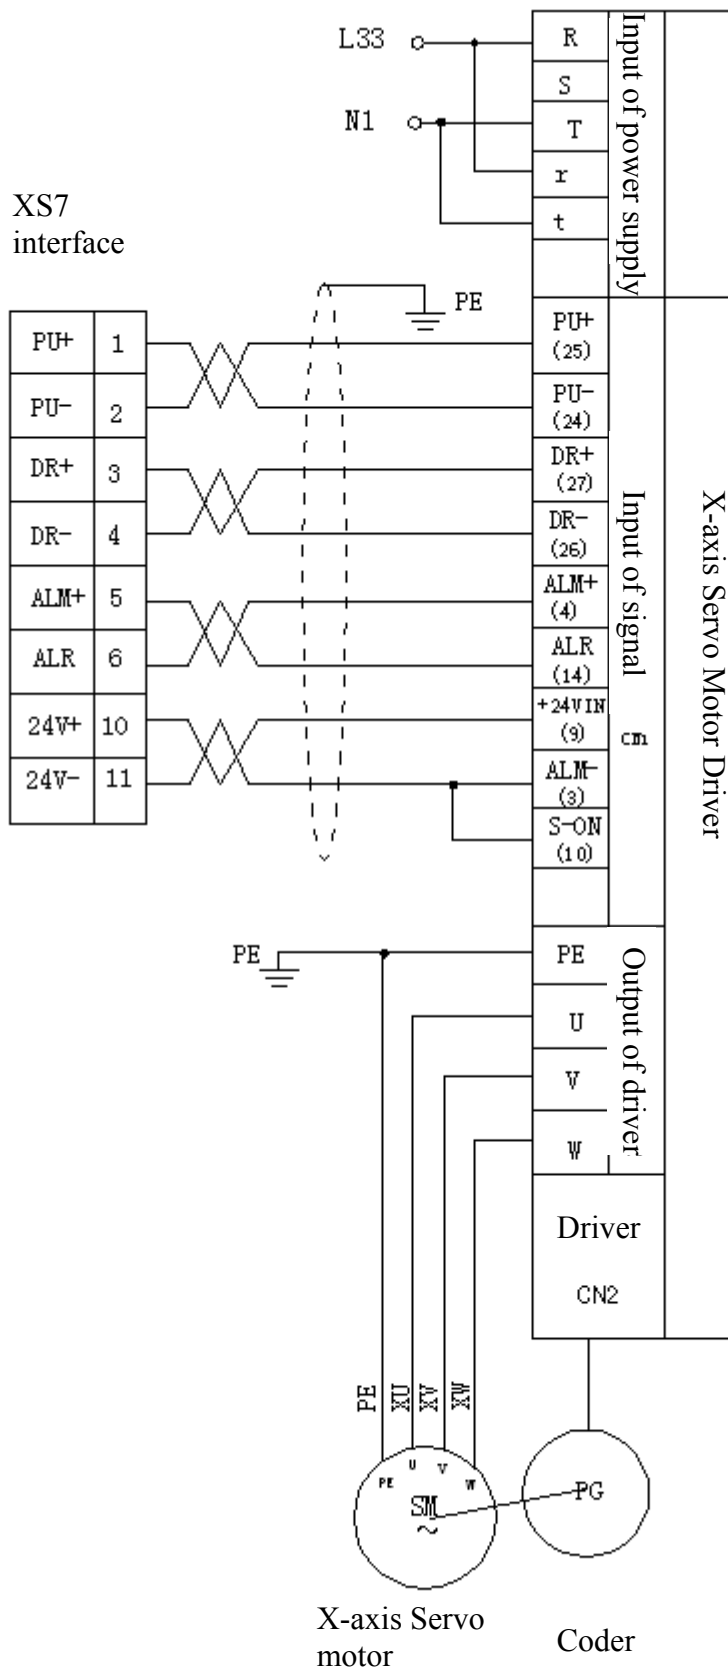 L33
R
S
N1
T
r
t
Input of power supply
XS7
interface
PE
PU+ 1
PU+
(25)
PU- 2
PU-
(24)
DR+ 3
DR+
(27)
DR- 4
DR-
(26)
ALM+ 5
ALM+
(4)
ALR 6
ALR
(14)
24V+ 10
+24VIN
(9)
24V- 11
ALM-
(3)
S-ON
(10)
Input of signal
cm
X-axis Servo Motor Driver
PE
PE
U
V
W
Output of driver
Driver
CN2
PE
XU
XV
XW
PE
U
V
W
SM
~
PG
X-axis Servo
motor
Coder